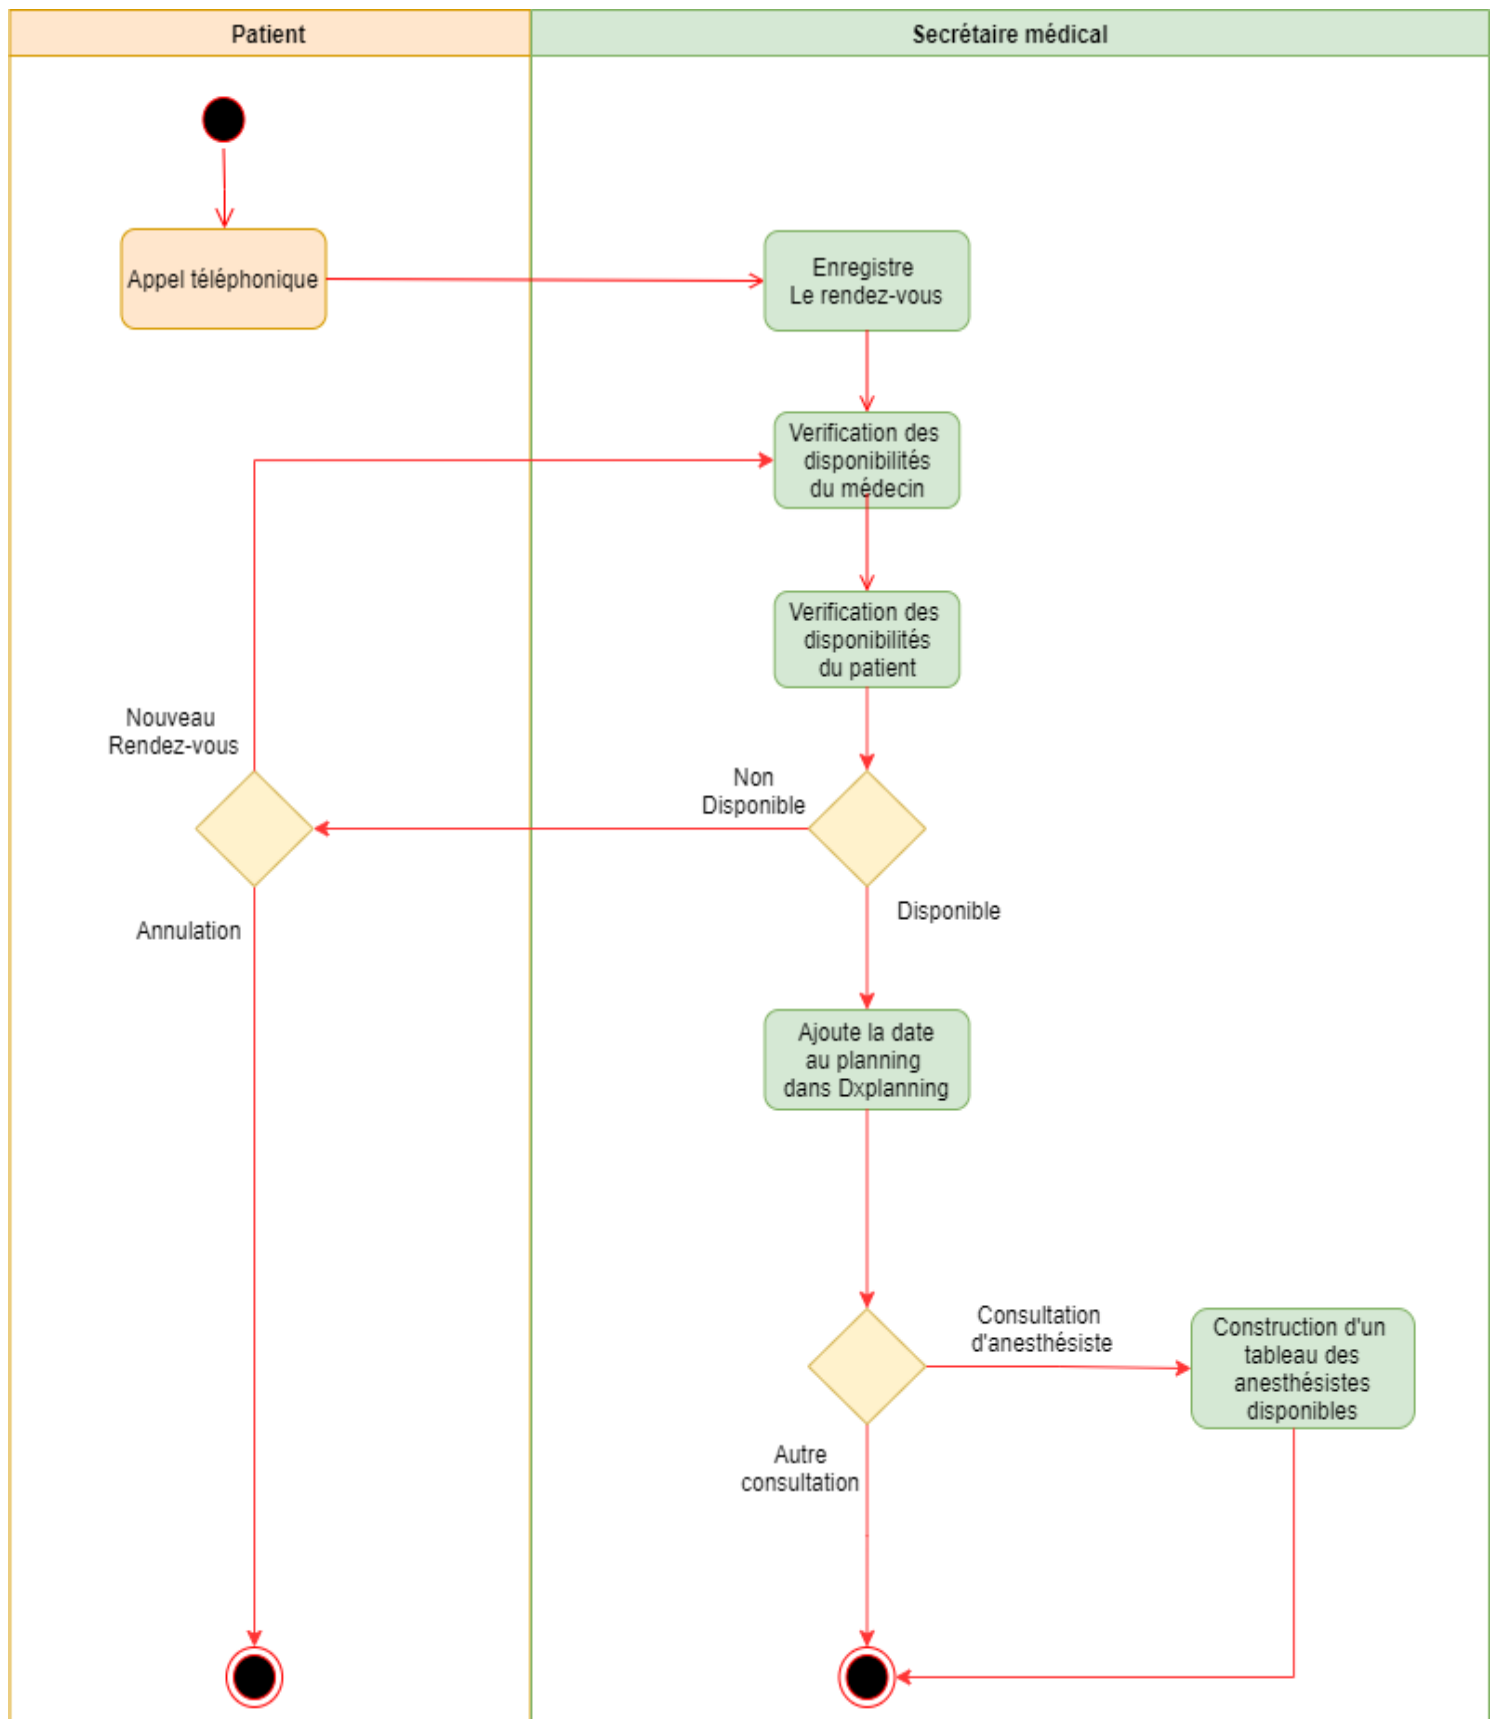 Patient
Secrétaire médical
Appel téléphonique
Enregistre
Le rendez-vous
Verification des
disponibilités
du médecin
Verification des
disponibilités
du patient
Nouveau
Rendez-vous
Non
Disponible
Annulation
Disponible
Ajoute la date
au planning
dans Dxplanning
Consultation
d'anesthésiste
Construction d'un
tableau des
anesthésistes
disponibles
Autre
consultation